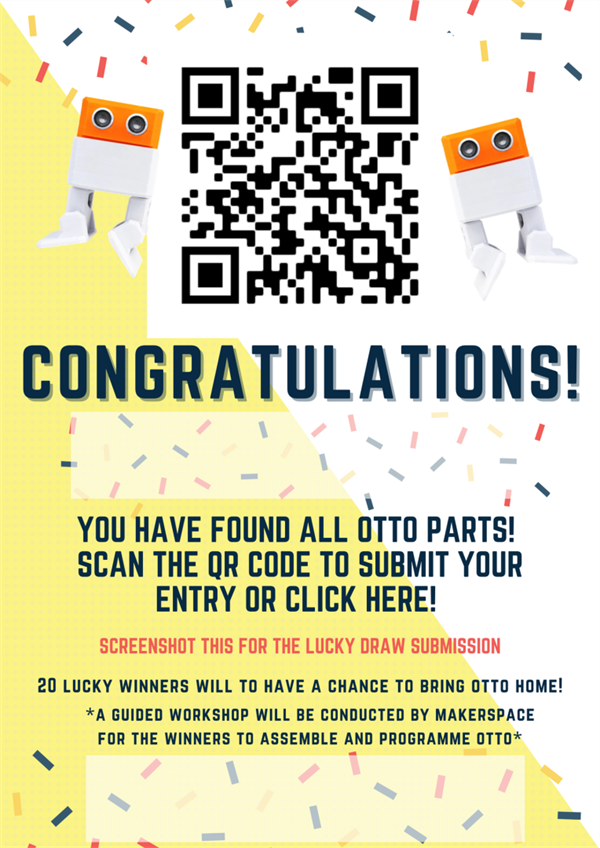 CONGRATULATIONS!
YOU HAVE FOUND ALL OTTO PARTS!
SCAN THE QR CODE TO SUBMIT YOUR
ENTRY OR CLICK HERE!
SCREENSHOT THIS FOR THE LUCKY DRAW SUBMISSION
20 LUCKY WINNERS WILL TO HAVE A CHANCE TO BRING OTTO HOME!
*A GUIDED WORKSHOP WILL BE CONDUCTED BY MAKERSPACE
FOR THE WINNERS TO ASSEMBLE AND PROGRAMME OTTO*